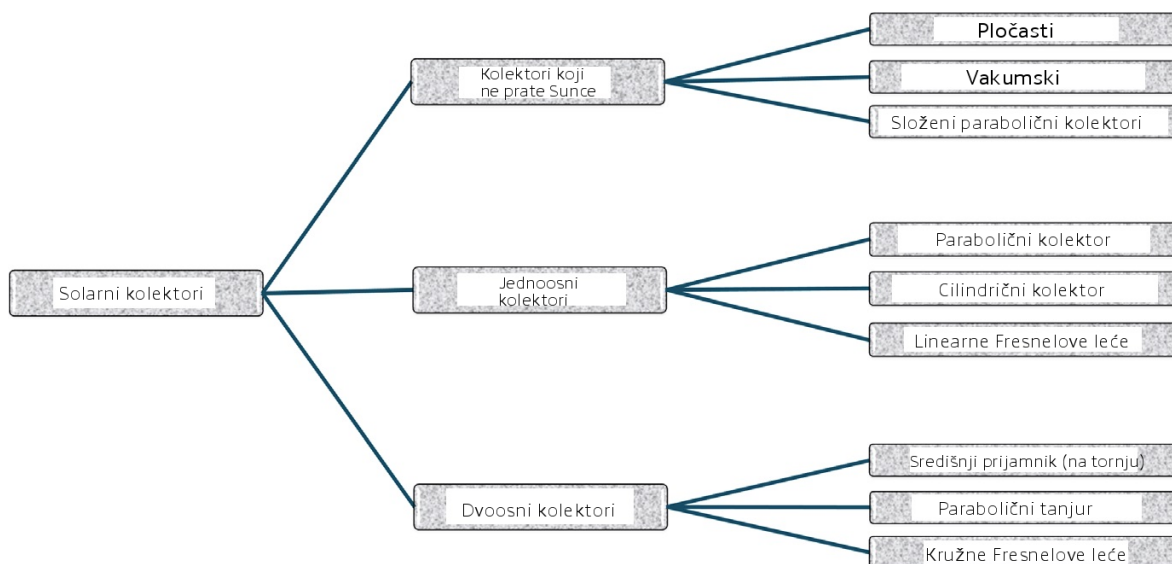 Solarni kolektori
Kolektori koji
ne prate Sunce
Pločasti
Vakumski
Složeni parabolični kolektori
Jednoosni
kolektori
Parabolični kolektor
Cilindrični kolektor
Linearne Fresnelove leće
Dvoosni kolektori
Središnji prijamnik (na tornju)
Parabolični tanjur
Kružne Fresnelove leće